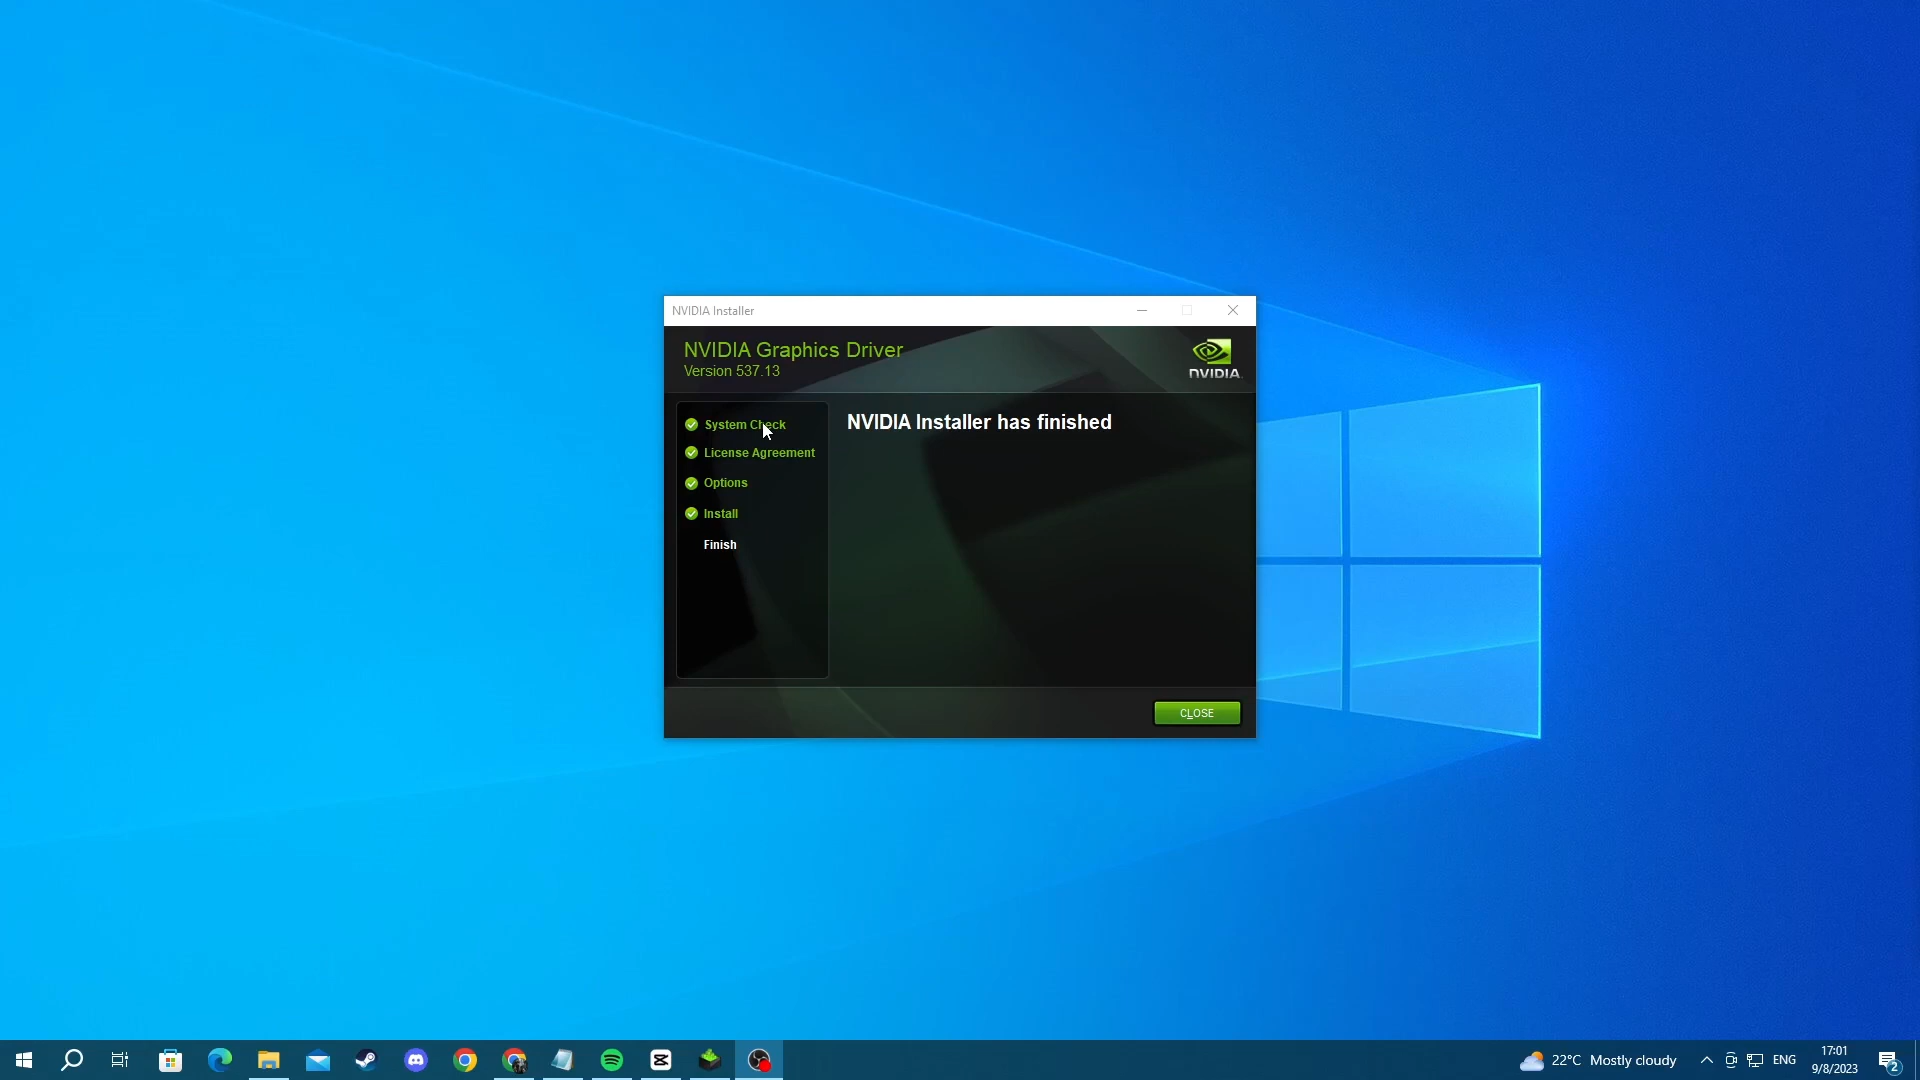 NVIDIA Installer
NVIDIA Graphics Driver
Version 537.13
NVIDIA.
System Check
License Agreement
Options
Install
Finish
NVIDIA Installer has finished
CLOSE
22°C Mostly cloudy
ENG
17:01
9/8/2023
2